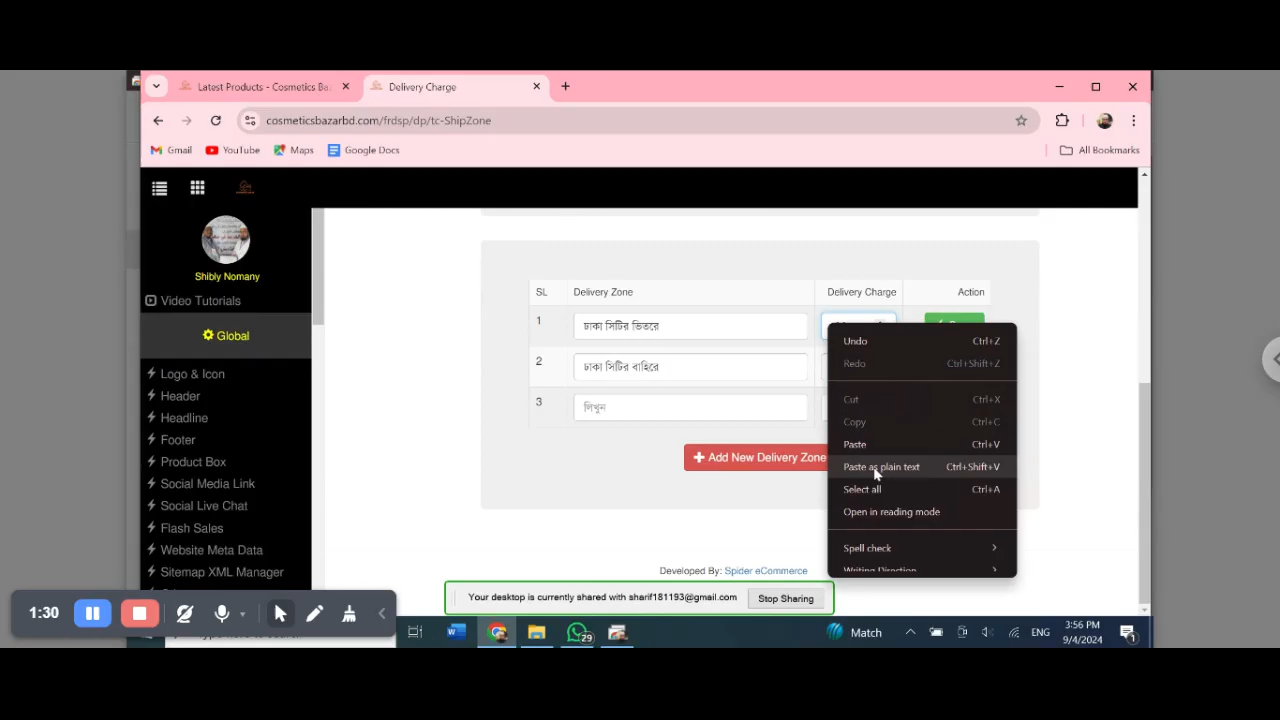 Latest Products - Cosmetics Ba
Delivery Charge
cosmeticsbazarbd.com/frdsp/dp/tc-ShipZone
Gmail
YouTube
Maps
Google Docs
All Bookmarks
Shibly Nomany
Video Tutorials
Global
Logo & Icon
Header
Headline
Footer
Product Box
Social Media Link
Social Live Chat
Flash Sales
Website Meta Data
Sitemap XML Manager
SL Delivery Zone Delivery Charge Action
1 ঢাকা সিটির ভিতরে
2 ঢাকা সিটির বাহিরে
3 লিখুন
Add New Delivery Zone
Undo Ctrl+Z
Redo Ctrl+Shift+Z
Cut Ctrl+X
Copy Ctrl+C
Paste Ctrl+V
Paste as plain text Ctrl+Shift+V
Select all Ctrl+A
Open in reading mode
Spell check
Writing Direction
Developed By: Spider eCommerce
Your desktop is currently shared with sharif181193@gmail.com
Stop Sharing
1:30
29
Match
ENG
3:56 PM
9/4/2024
1